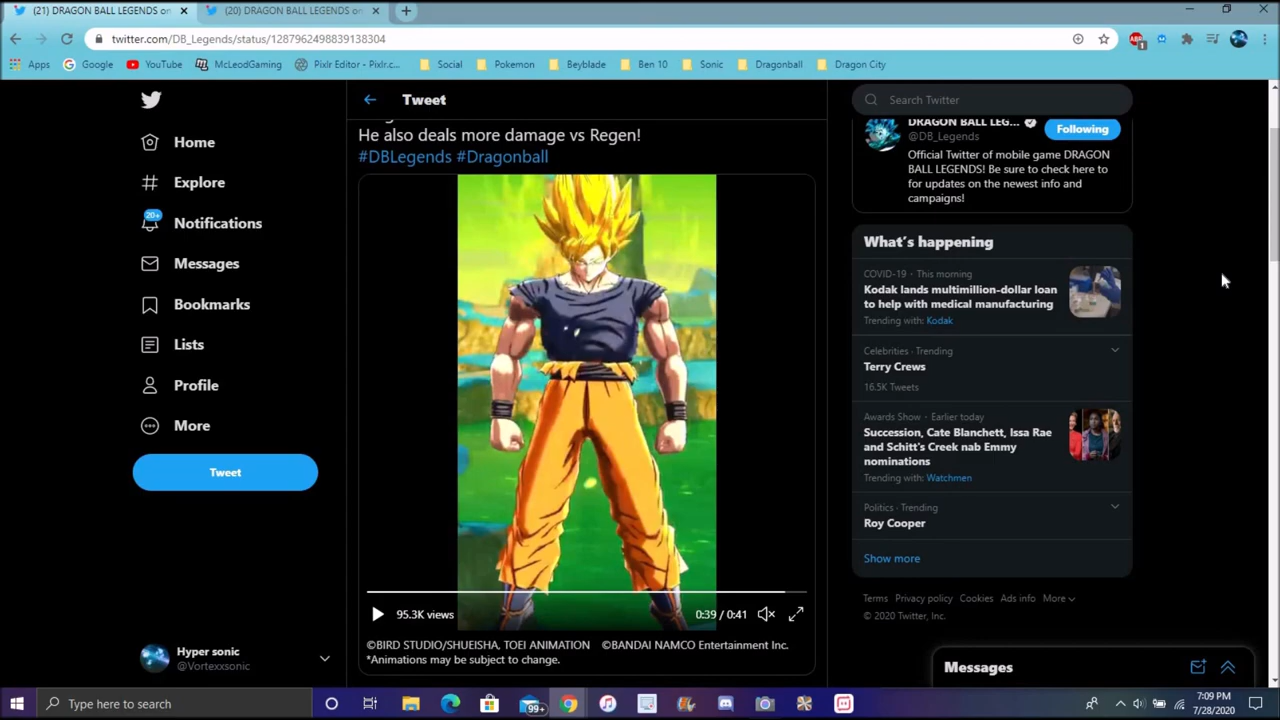 (21) DRAGON BALL LEGENDS on
(20) DRAGON BALL LEGENDS on
twitter.com/DB_Legends/status/1287962498839138304
1
Apps
Google
YouTube
McLeodGaming
Pixlr Editor - Pixlr.c...
Social
Pokemon
Beyblade
Ben 10
Sonic
Dragonball
Dragon City
Home
Explore
20+
Notifications
Messages
Bookmarks
Lists
Profile
More
Tweet
Hyper sonic
@Vortexxsonic
Tweet
He also deals more damage vs Regen!
#DBLegends #Dragonball
95.3K views
0:39 / 0:41
©BIRD STUDIO/SHUEISHA, TOEI ANIMATION ©BANDAI NAMCO Entertainment Inc.
*Animations may be subject to change.
Search Twitter
DRAGON BALL LEG...
@DB_Legends
Following
Official Twitter of mobile game DRAGON
BALL LEGENDS! Be sure to check here to
for updates on the newest info and
campaigns!
What's happening
COVID-19 · This morning
Kodak lands multimillion-dollar loan
to help with medical manufacturing
Trending with: Kodak
Celebrities · Trending
Terry Crews
16.5K Tweets
Awards Show · Earlier today
Succession, Cate Blanchett, Issa Rae
and Schitt's Creek nab Emmy
nominations
Trending with: Watchmen
Politics · Trending
Roy Cooper
Show more
Terms Privacy policy Cookies Ads info More
© 2020 Twitter, Inc.
Messages
Type here to search
99+
7:09 PM
7/28/2020